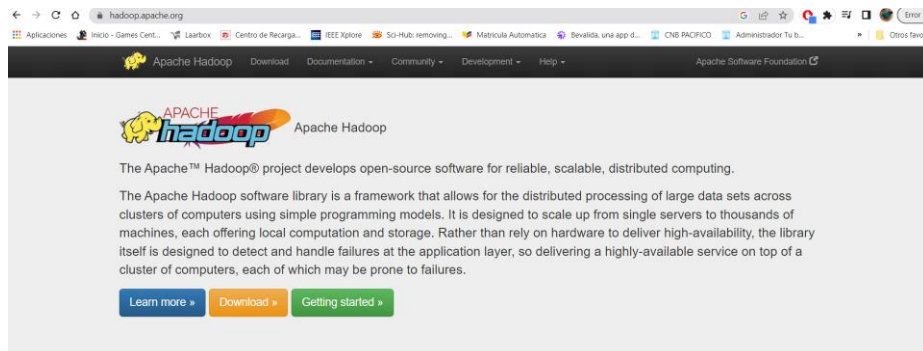 hadoop.apache.org
Error
Aplicaciones Inicio - Games Cent... Laarbox Centro de Recarga... IEEE Xplore Sci-Hub: removing... Matricula Automatica Bevalida, una app d... CNB PACIFICO Administrador Tu b... » Otros favo
Apache Hadoop Download Documentation Community Development Help Apache Software Foundation
APACHE
hadoop
Apache Hadoop
The Apache™ Hadoop® project develops open-source software for reliable, scalable, distributed computing.
The Apache Hadoop software library is a framework that allows for the distributed processing of large data sets across
clusters of computers using simple programming models. It is designed to scale up from single servers to thousands of
machines, each offering local computation and storage. Rather than rely on hardware to deliver high-availability, the library
itself is designed to detect and handle failures at the application layer, so delivering a highly-available service on top of a
cluster of computers, each of which may be prone to failures.
Learn more » Download » Getting started »